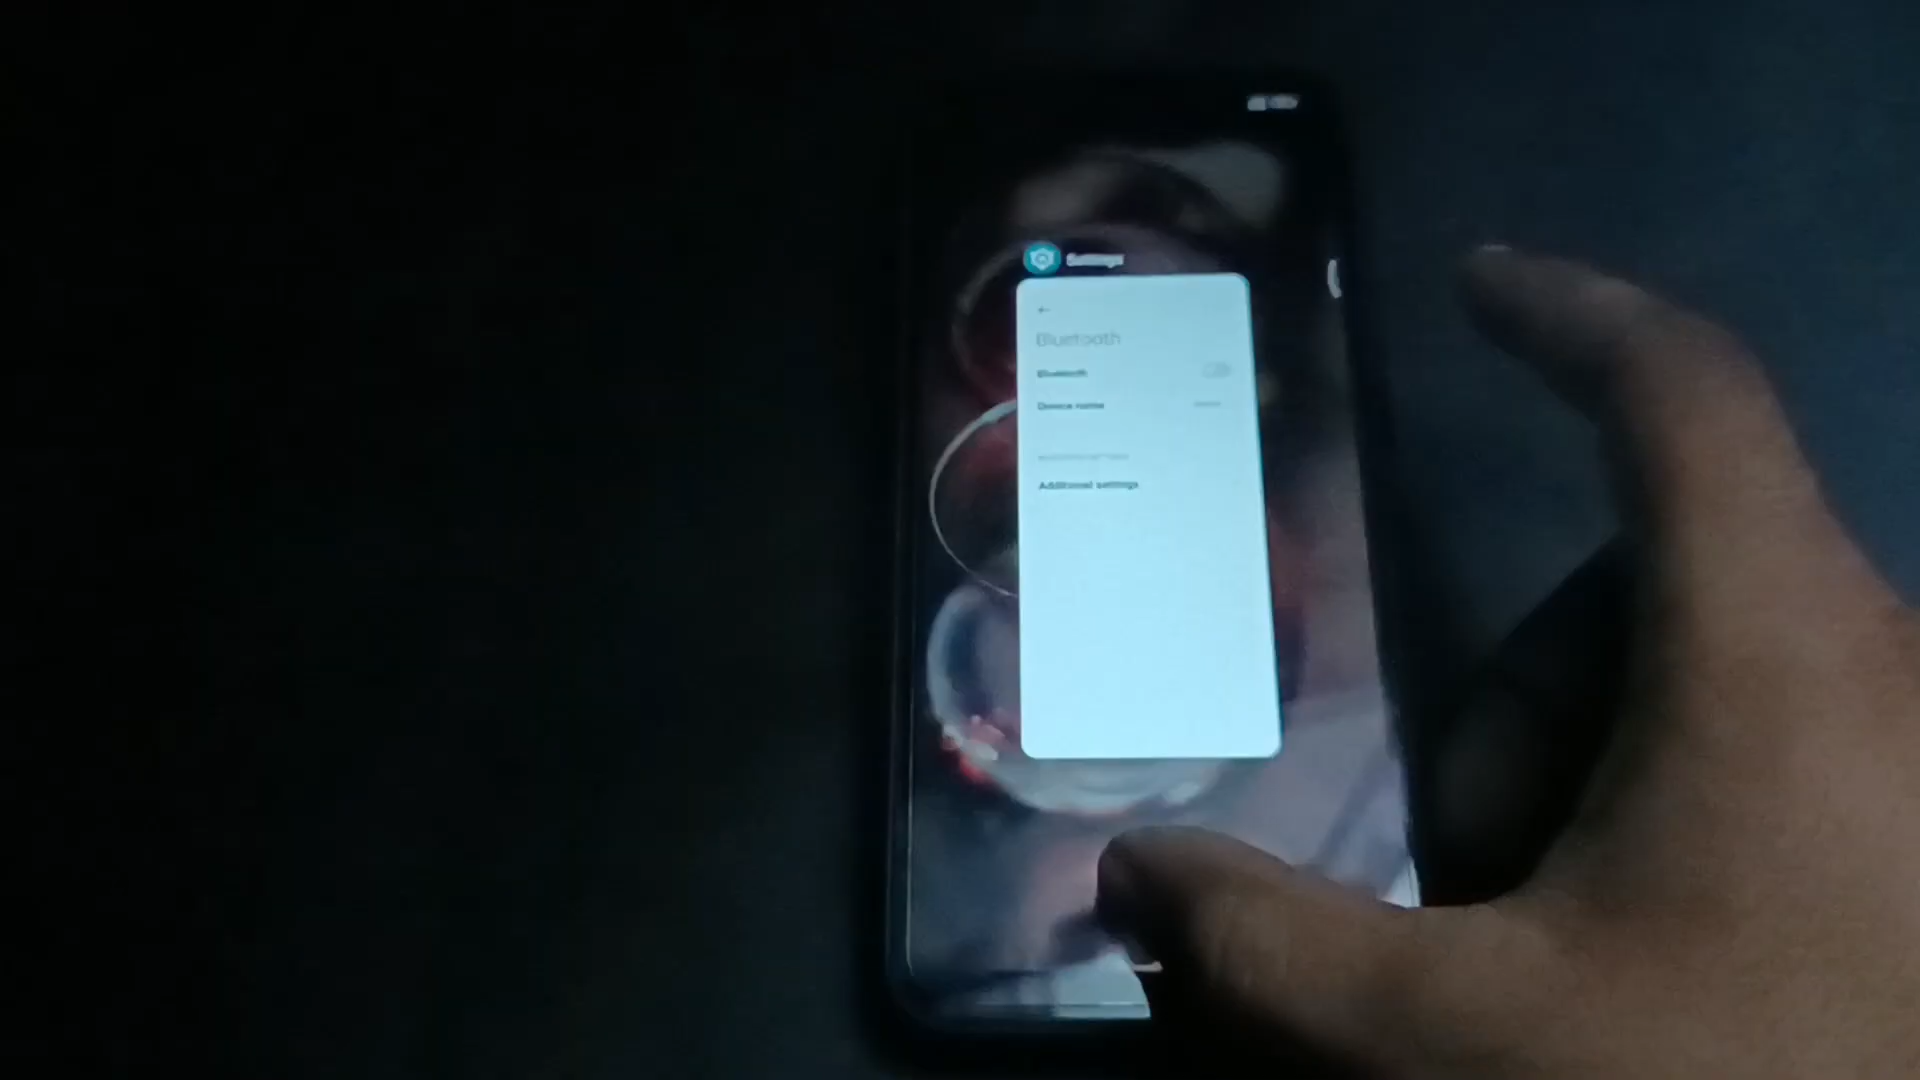 Settings
Bluetooth
Bluetooth
Device name
Additional settings